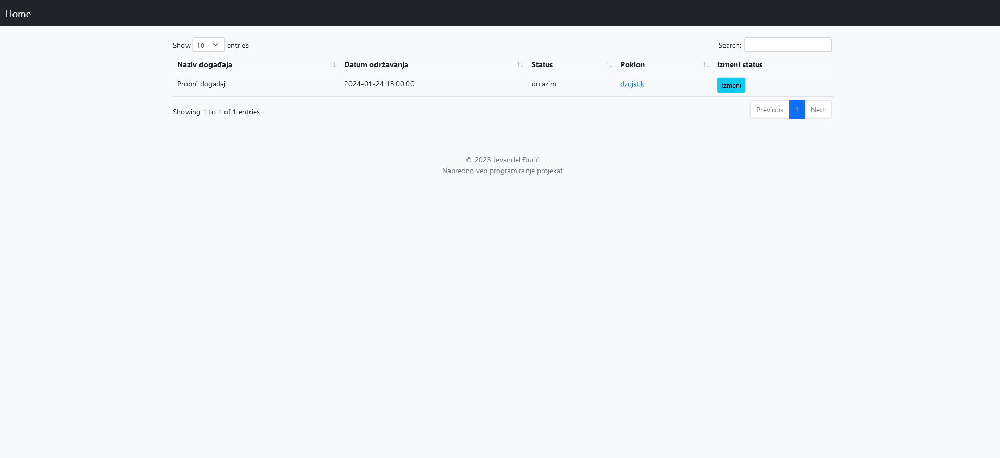 Home
Show 10 entries Search:
Naziv događaja Datum održavanja Status Poklon Izmeni status
Probni događaj 2024-01-24 13:00:00 dolazim džojstik Izmeni
Showing 1 to 1 of 1 entries Previous 1 Next
© 2023 Jevanđel Đurić
Napredno veb programiranje projekat